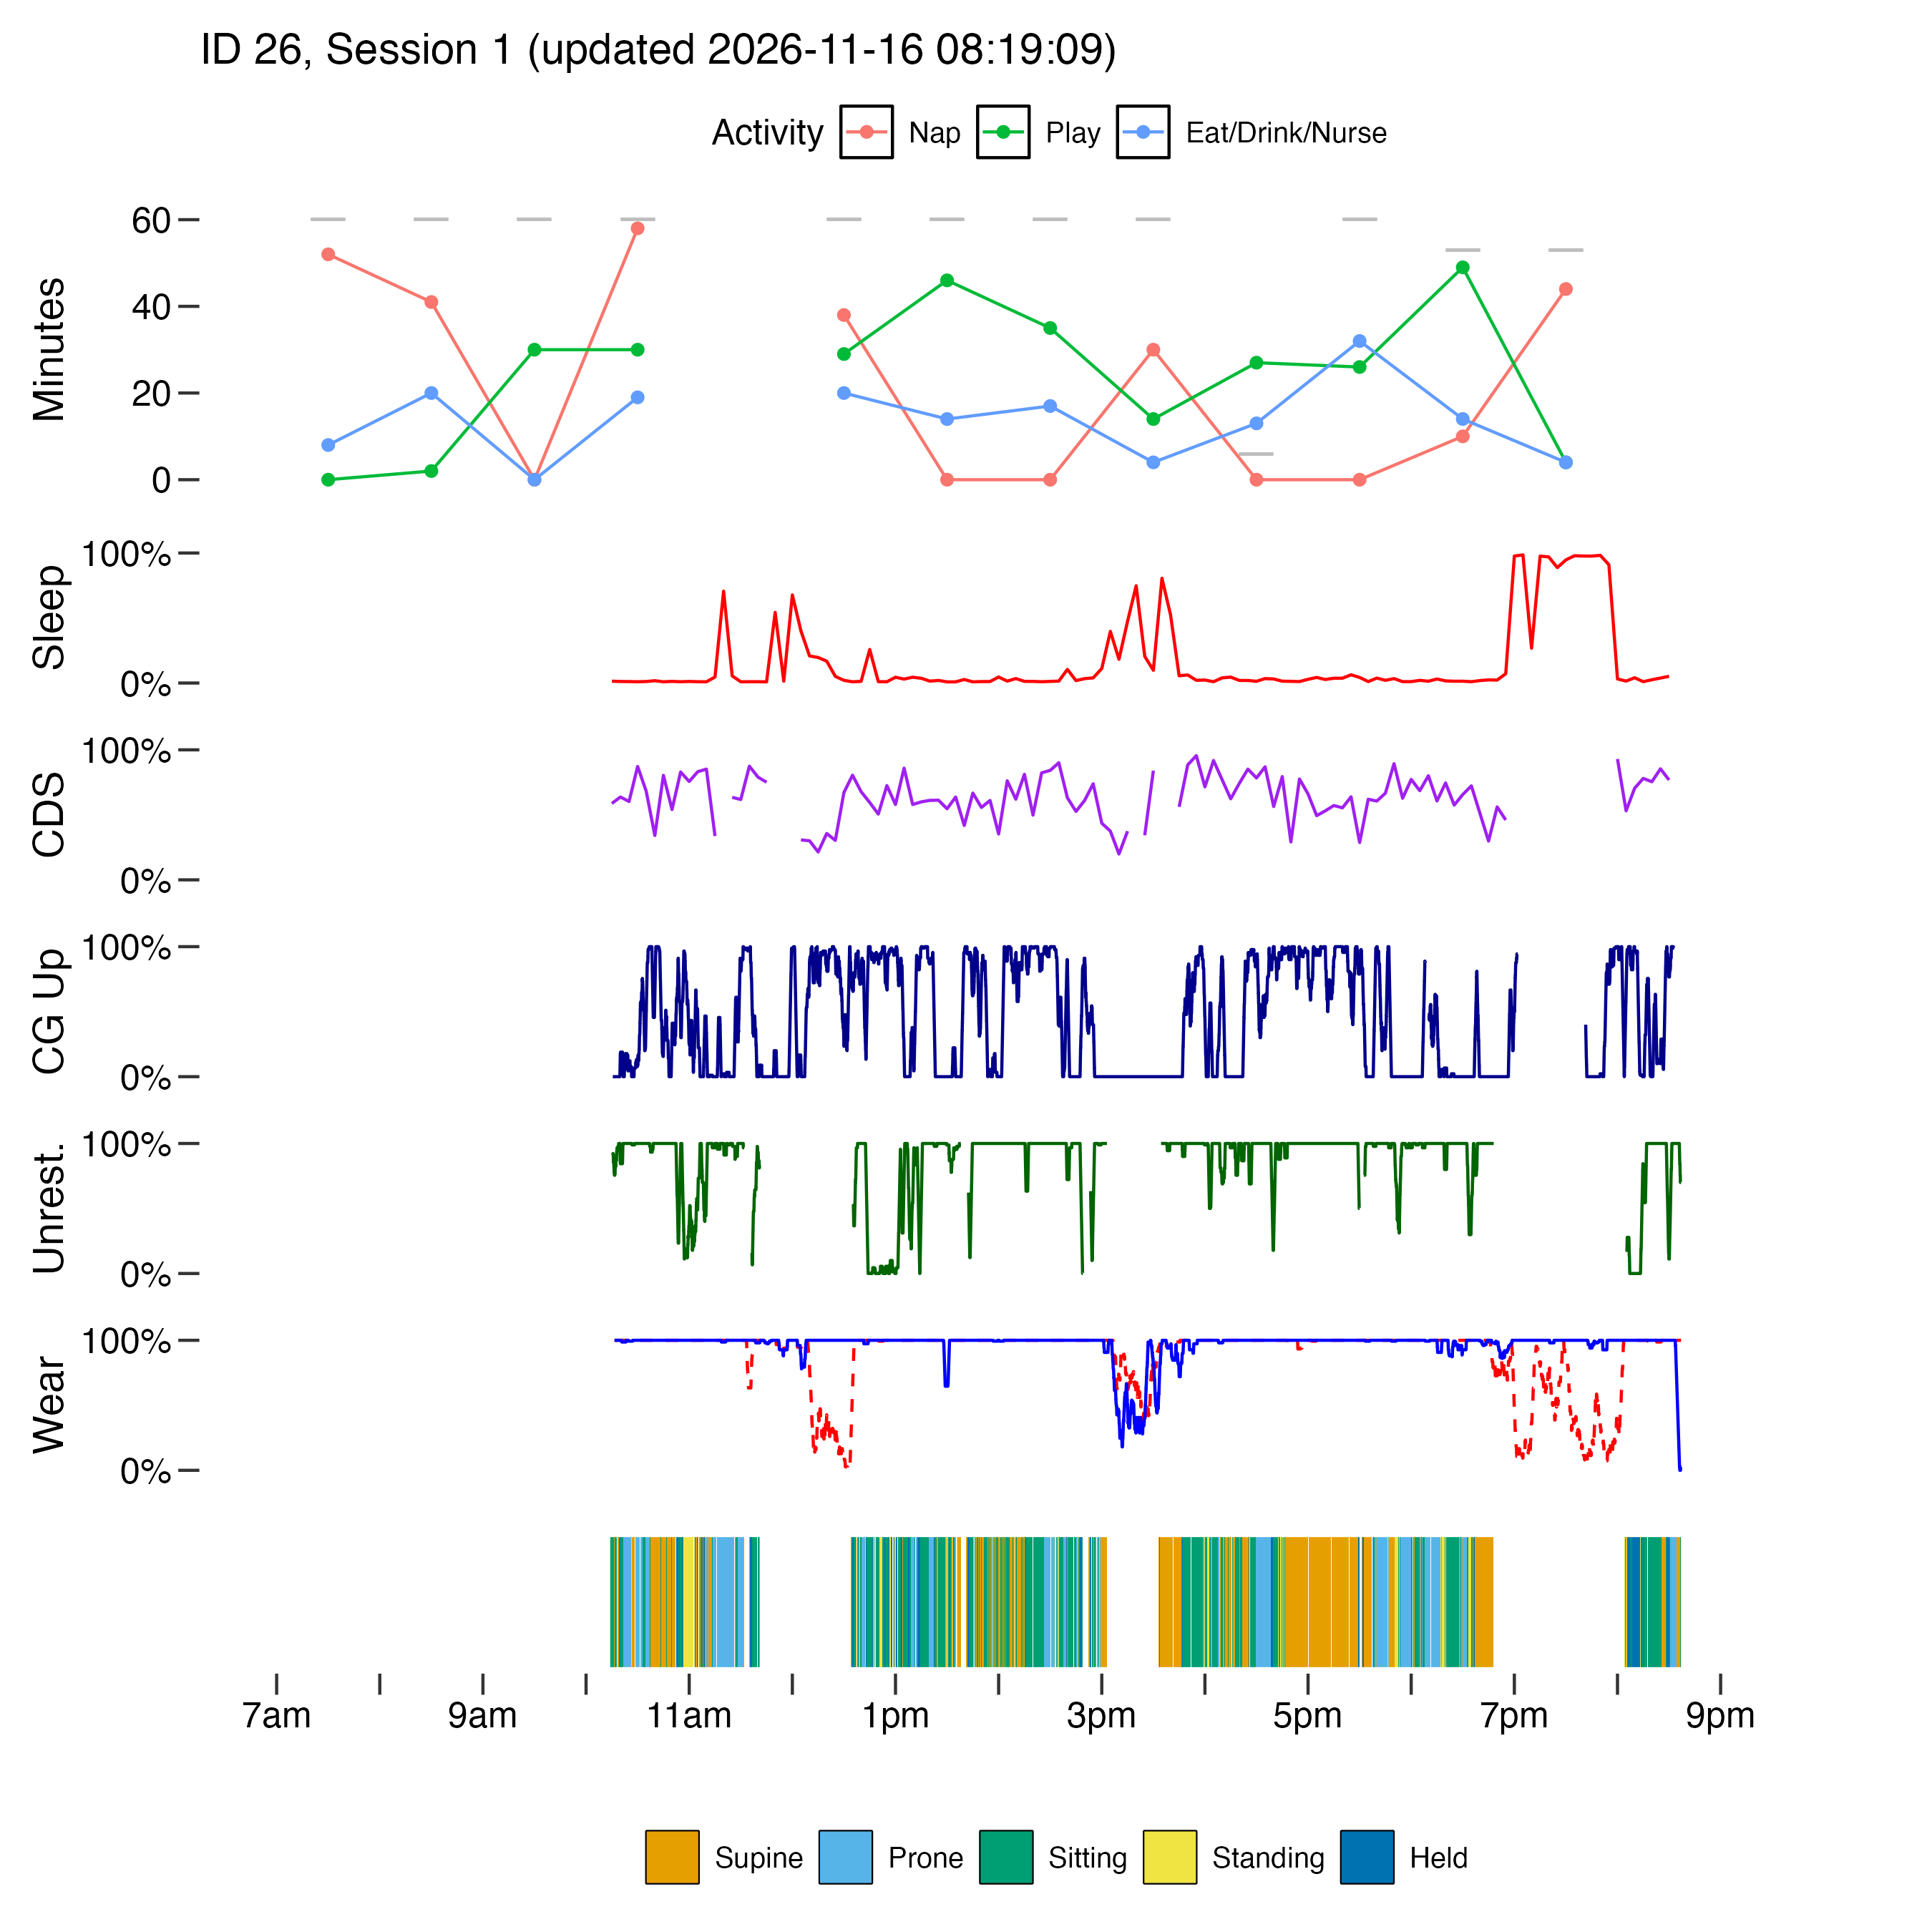 ID 26, Session 1 (updated 2026-11-16 08:19:09)
Activity Nap Play Eat/Drink/Nurse
Minutes
60
40
20
0
Sleep
100%
0%
CDS
100%
0%
CG Up
100%
0%
Unrest.
100%
0%
Wear
100%
0%
7am 9am 11am 1pm 3pm 5pm 7pm 9pm
Supine Prone Sitting Standing Held